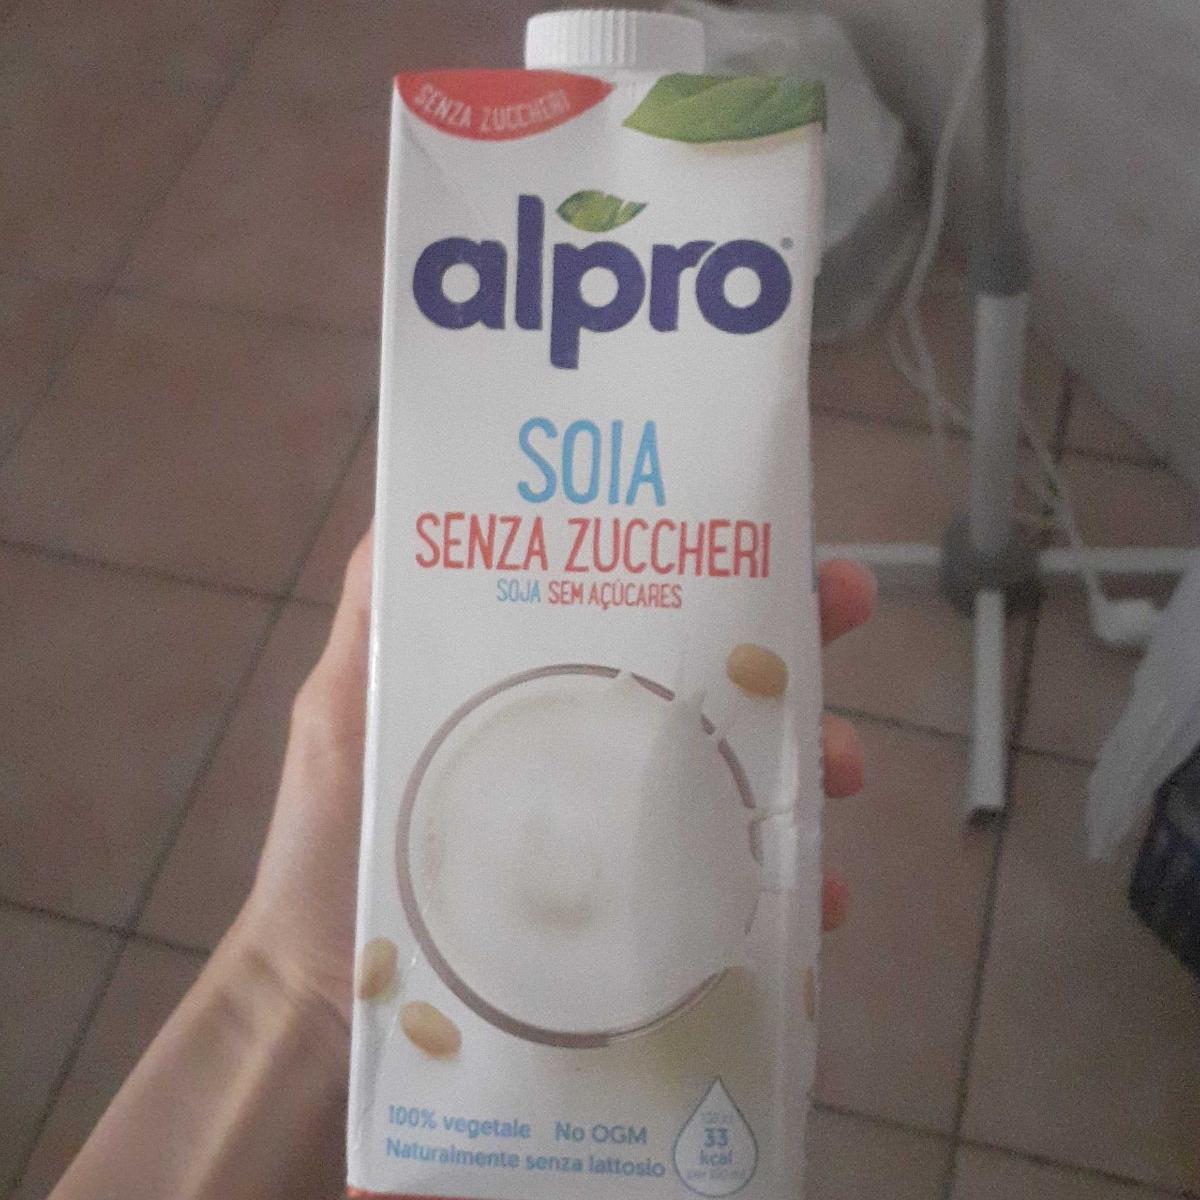 SENZA ZUCCHERI
alpro
SOIA
SENZA ZUCCHERI
SOJA SEM AÇÚCARES
100% vegetale No OGM
Naturalmente senza lattosio
33
kcal